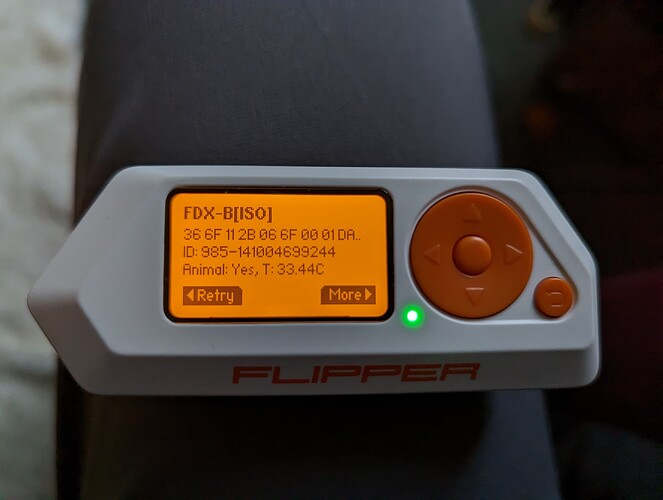 FDX-B[ISO]
36 6F 11 2B 06 6F 00 01 DA..
ID: 985-141004699244
Animal: Yes, T: 33.44C
Retry
More
FLIPPER